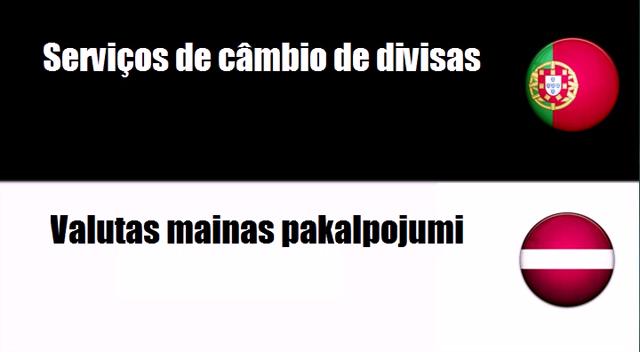 Serviços de câmbio de divisas
Valutas mainas pakalpojumi